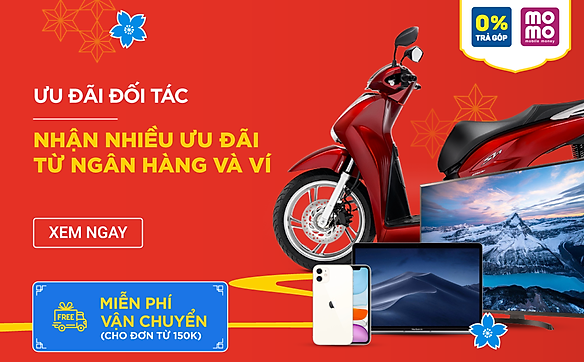 0%
TRẢ GÓP
mo
mo
mobile money
ƯU ĐÃI ĐỐI TÁC
NHẬN NHIỀU ƯU ĐÃI
TỪ NGÂN HÀNG VÀ VÍ
XEM NGAY
FREE
MIỄN PHÍ
VẬN CHUYỂN
(CHO ĐƠN TỪ 150K)